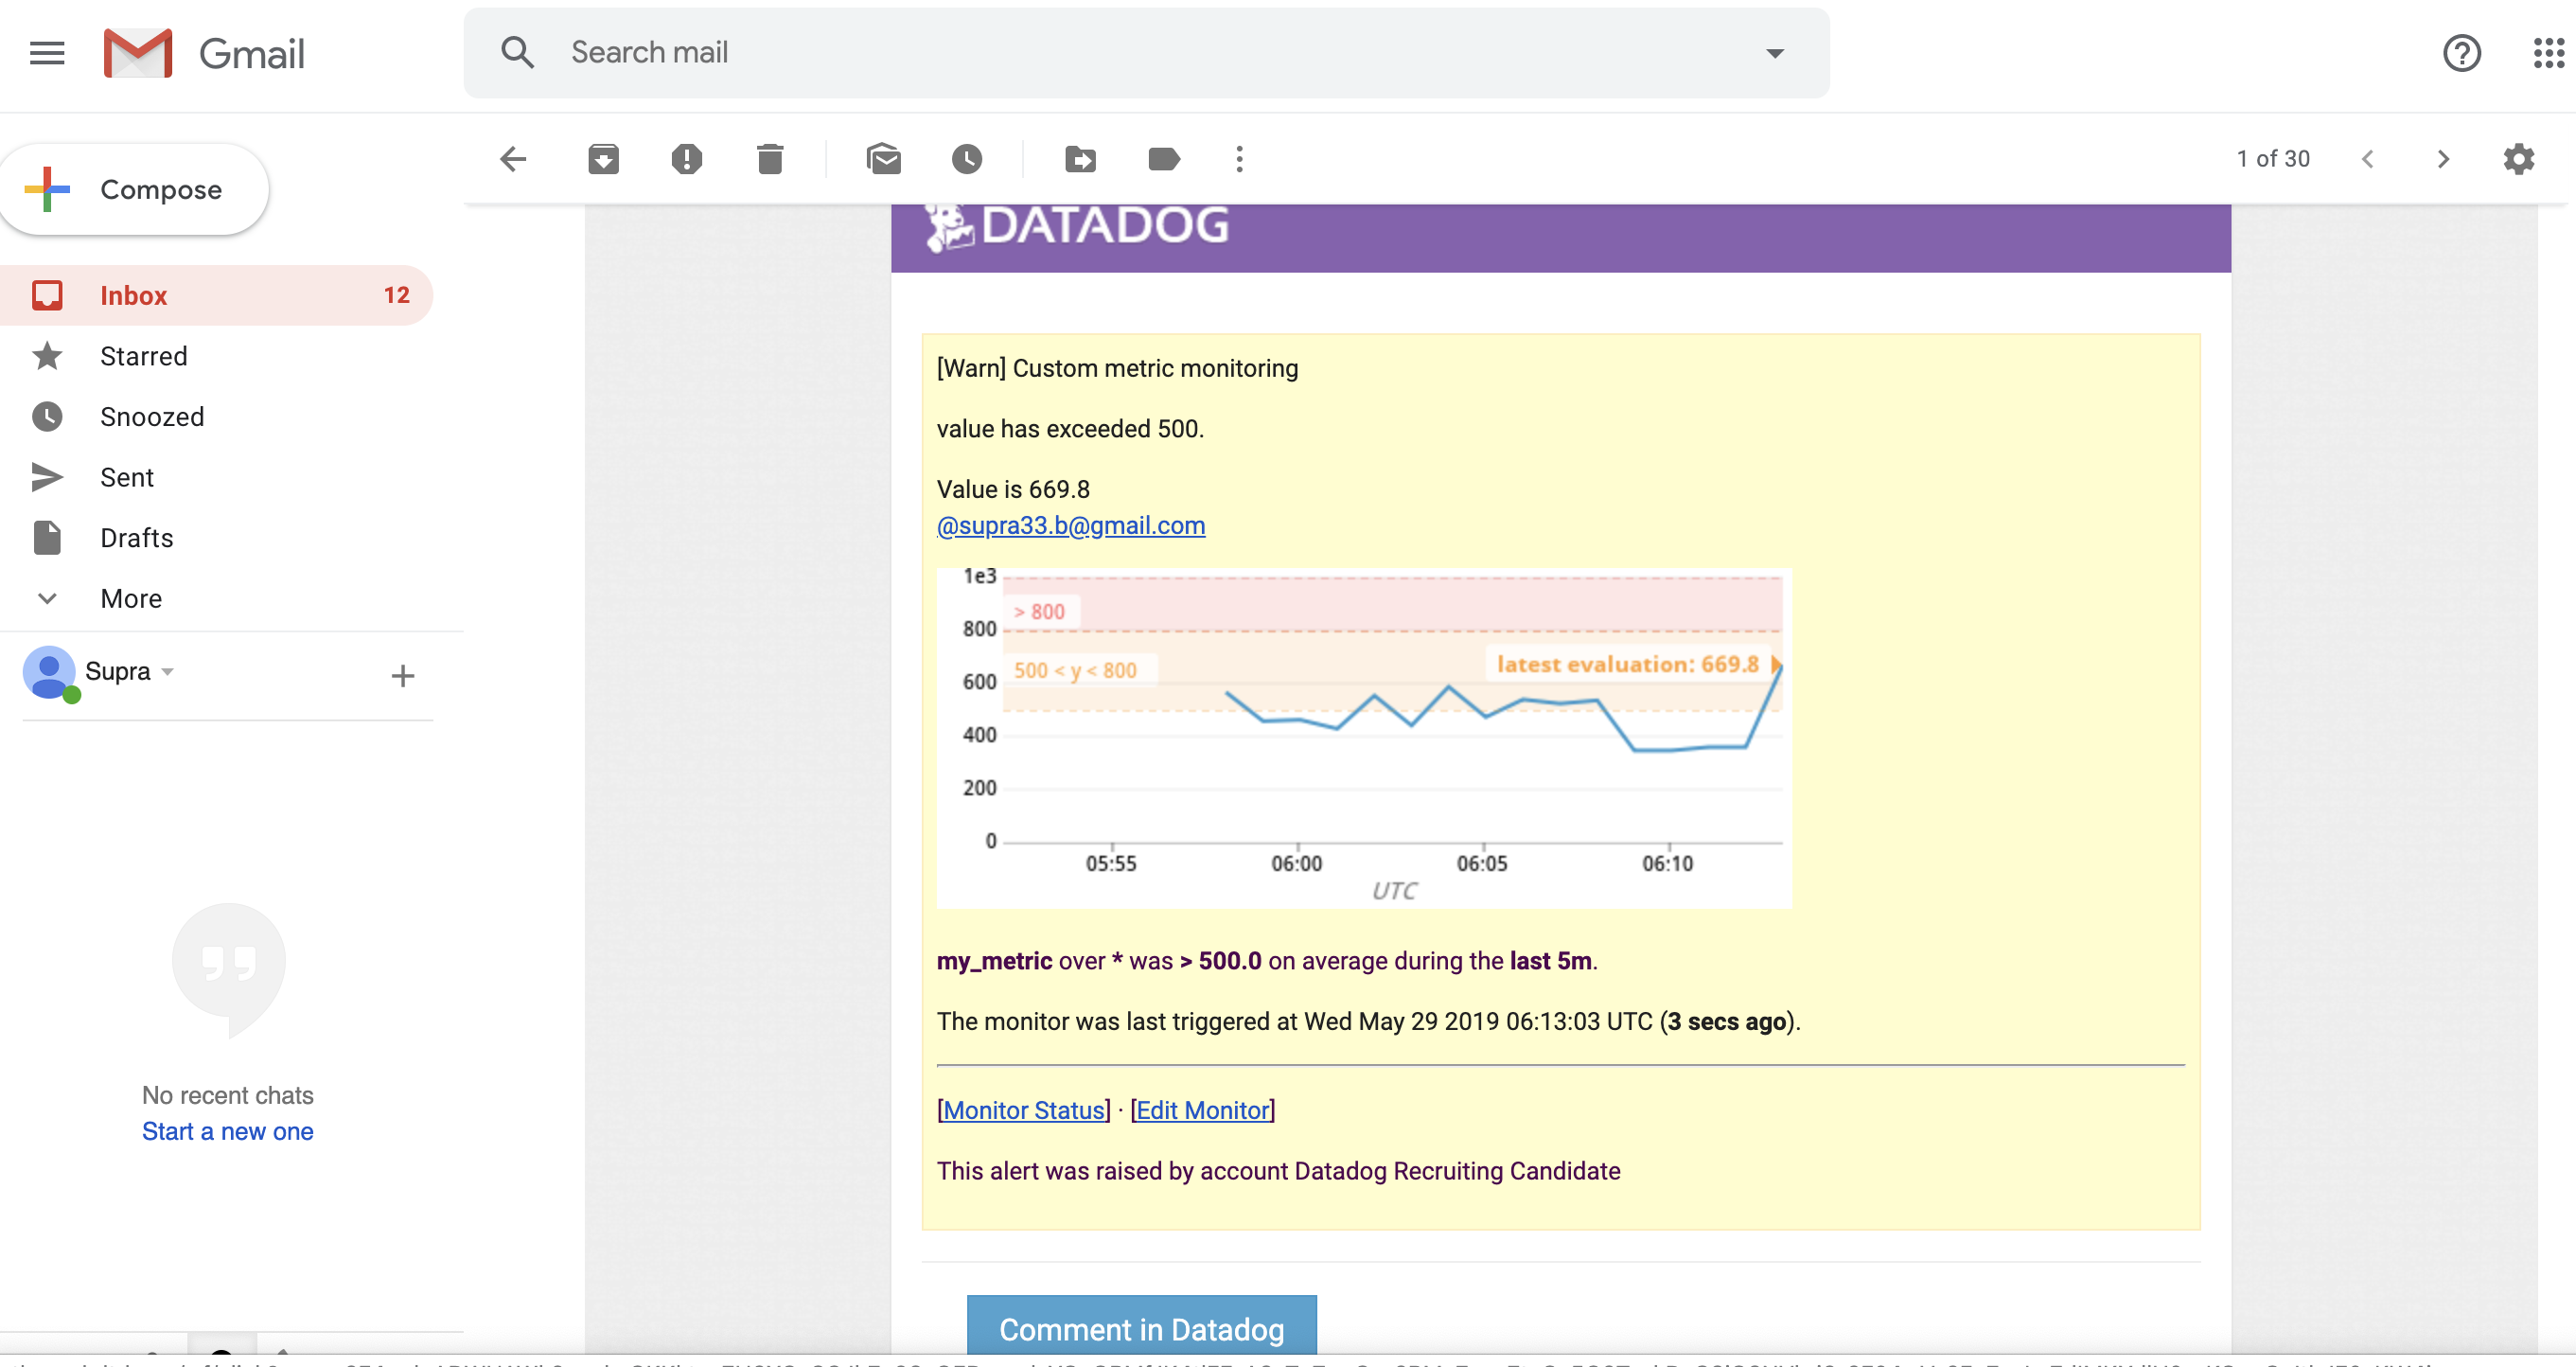 Gmail
Search mail
Compose
1 of 30
Inbox 12
Starred
Snoozed
Sent
Drafts
More
Supra
No recent chats
Start a new one
DATADOG
[Warn] Custom metric monitoring
value has exceeded 500.
Value is 669.8
@supra33.b@gmail.com
1e3
> 800
800
500 < y < 800
latest evaluation: 669.8
600
400
200
0
05:55 06:00 06:05 06:10
UTC
my_metric over * was > 500.0 on average during the last 5m.
The monitor was last triggered at Wed May 29 2019 06:13:03 UTC (3 secs ago).
[Monitor Status] · [Edit Monitor]
This alert was raised by account Datadog Recruiting Candidate
Comment in Datadog